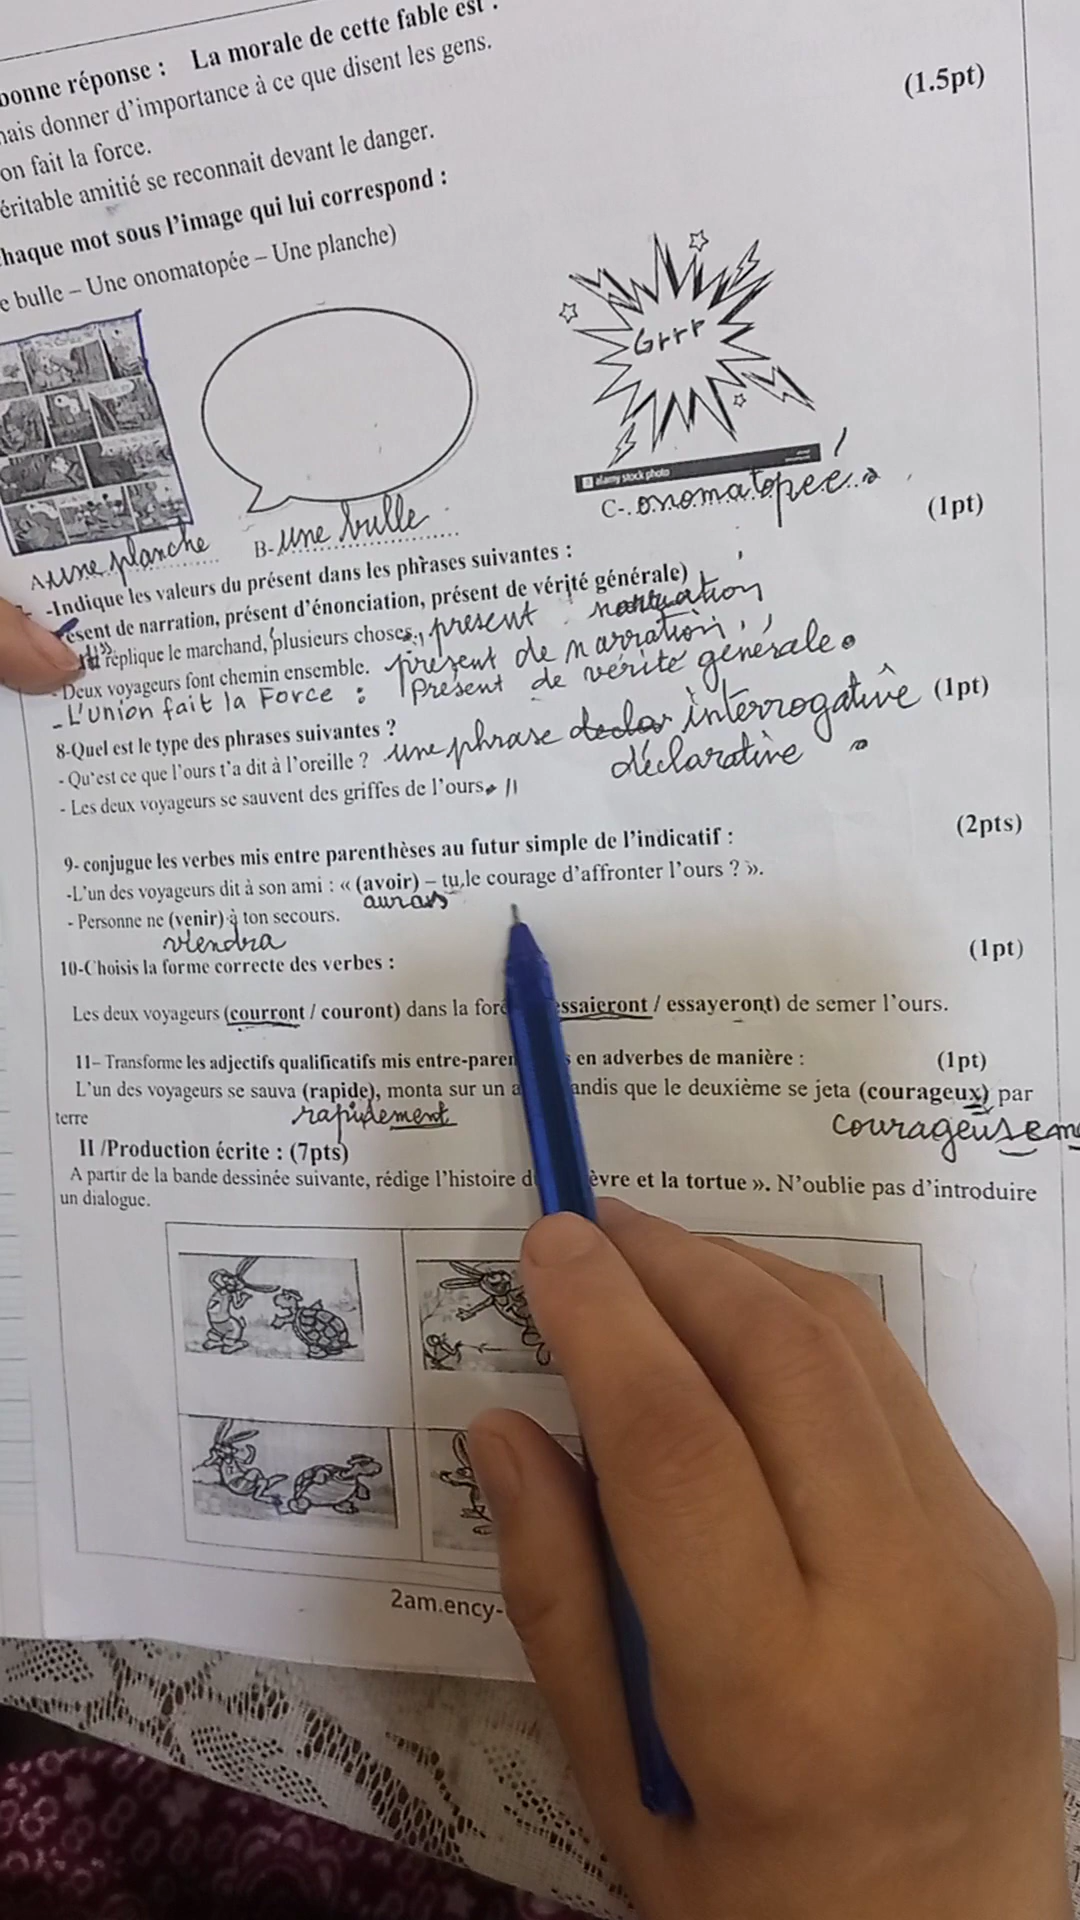 bonne réponse : La morale de cette fable est :
mais donner d'importance à ce que disent les gens.
(1.5pt)
on fait la force.
éritable amitié se reconnait devant le danger.
chaque mot sous l'image qui lui correspond :
e bulle – Une onomatopée – Une planche)
Grrr
alamy stock photo
A-une planche
B-une bulle
C-.onomatopée
(1pt)
-Indique les valeurs du présent dans les phrases suivantes :
ésent de narration, présent d'énonciation, présent de vérité générale)
réplique le marchand, plusieurs choses., présent narration
- Deux voyageurs font chemin ensemble. présent de narration
- L'union fait la Force : Présent de vérité générale.
8-Quel est le type des phrases suivantes ?
(1pt)
- Qu'est ce que l'ours t'a dit à l'oreille ? une phrase declar interrogative
- Les deux voyageurs se sauvent des griffes de l'ours. // déclarative
9- conjugue les verbes mis entre parenthèses au futur simple de l'indicatif :
(2pts)
-L'un des voyageurs dit à son ami : « (avoir) – tu,le courage d'affronter l'ours ? ».
auras
- Personne ne (venir) à ton secours.
viendra
10-Choisis la forme correcte des verbes :
(1pt)
Les deux voyageurs (courront / couront) dans la for ssaieront / essayeront) de semer l'ours.
11– Transforme les adjectifs qualificatifs mis entre-paren s en adverbes de manière :
(1pt)
L'un des voyageurs se sauva (rapide), monta sur un a andis que le deuxième se jeta (courageux) par
terre
rapidement
courageusem
II /Production écrite : (7pts)
A partir de la bande dessinée suivante, rédige l'histoire d èvre et la tortue ». N'oublie pas d'introduire
un dialogue.
2am.ency-